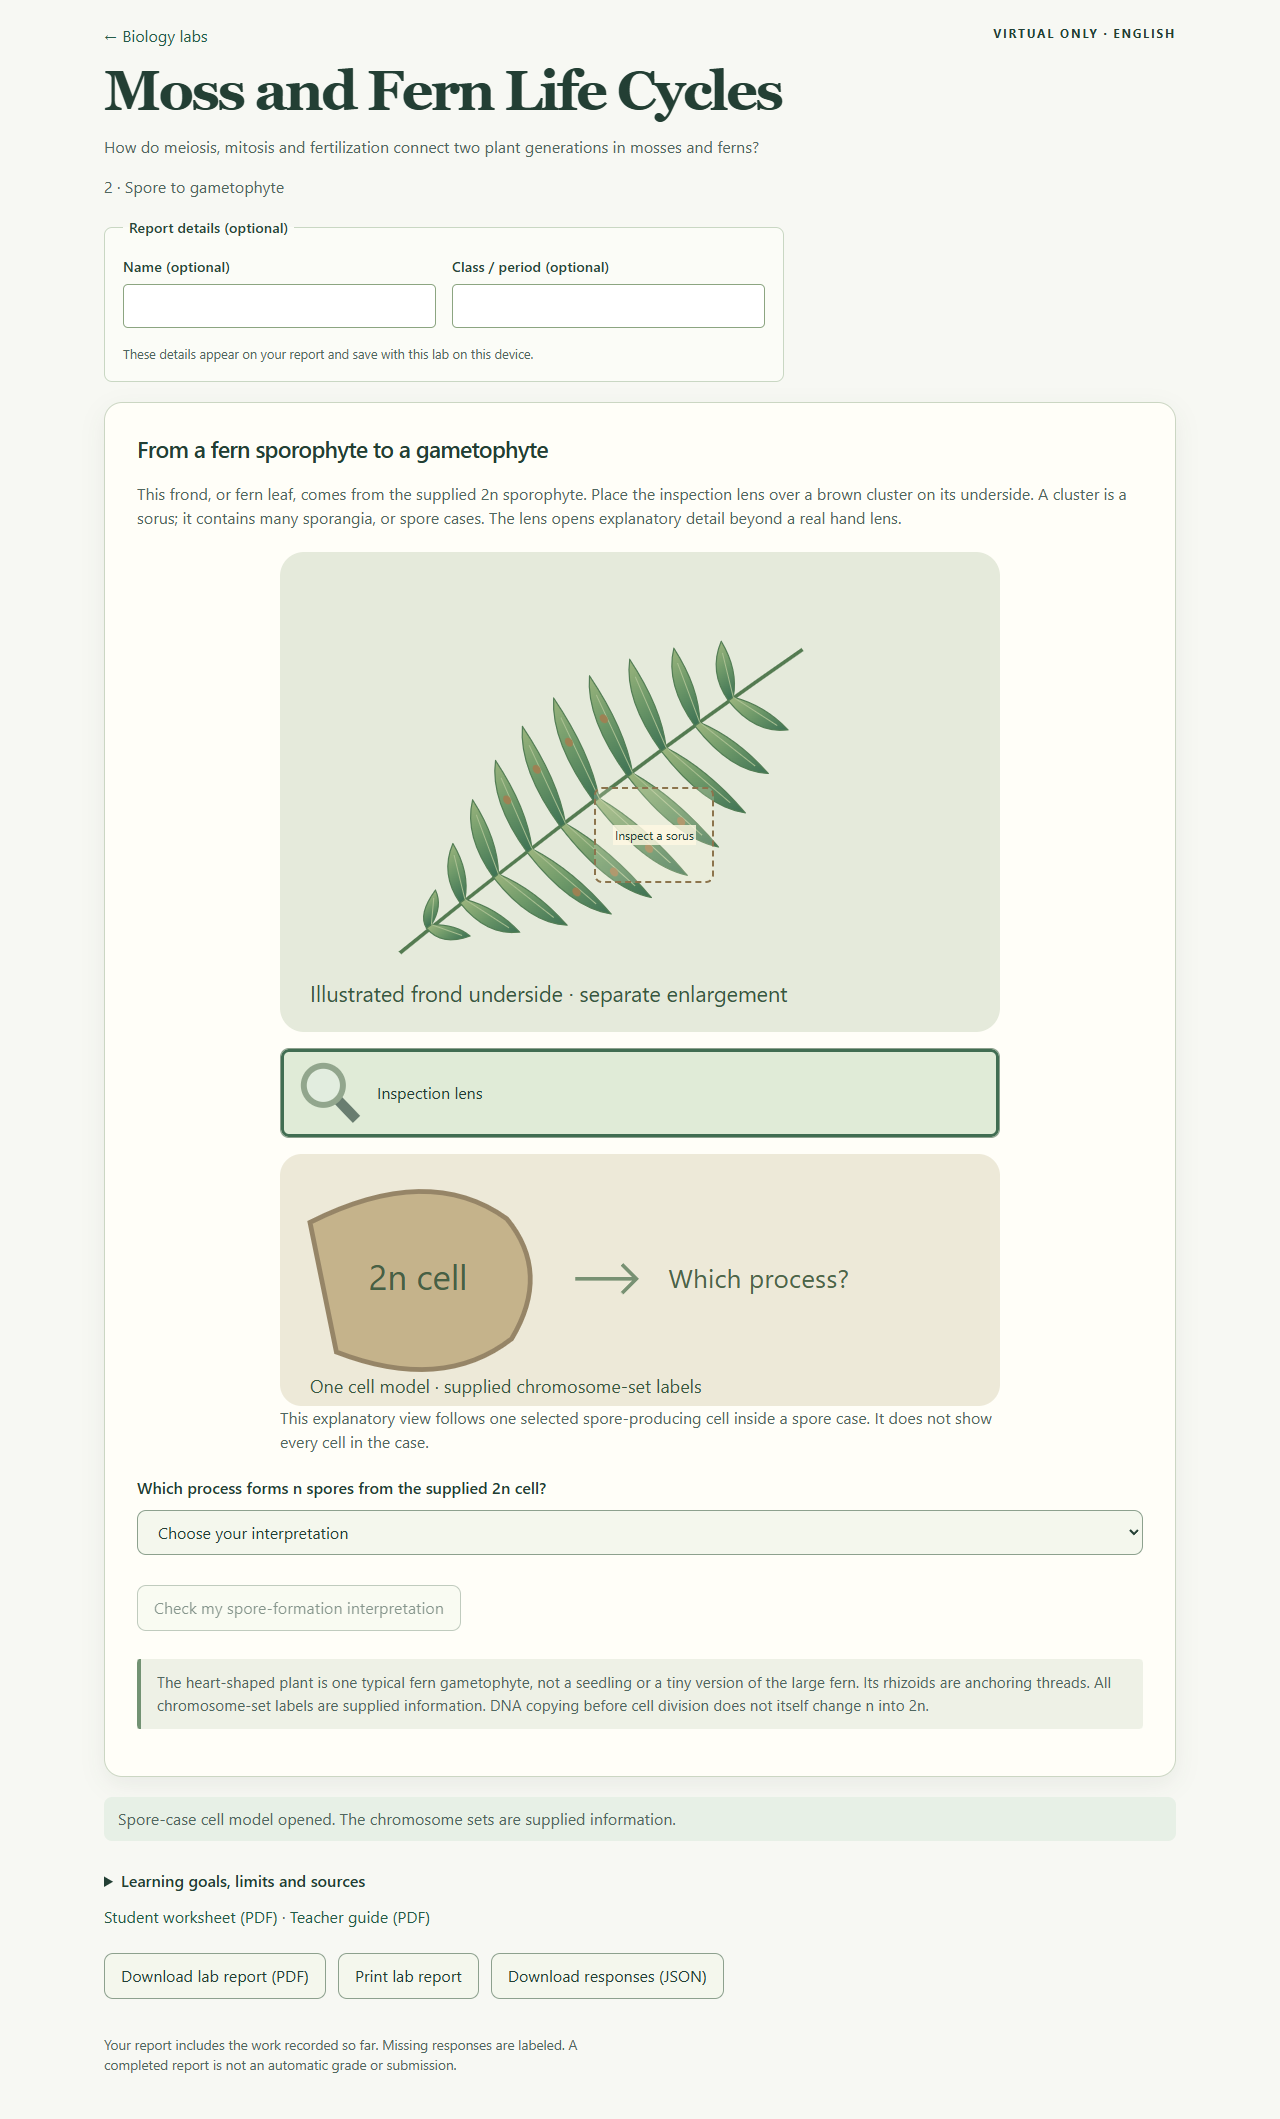 ← Biology labs
VIRTUAL ONLY · ENGLISH
Moss and Fern Life Cycles
How do meiosis, mitosis and fertilization connect two plant generations in mosses and ferns?
2 · Spore to gametophyte
Report details (optional)
Name (optional)
Class / period (optional)
These details appear on your report and save with this lab on this device.
From a fern sporophyte to a gametophyte
This frond, or fern leaf, comes from the supplied 2n sporophyte. Place the inspection lens over a brown cluster on its underside. A cluster is a
sorus; it contains many sporangia, or spore cases. The lens opens explanatory detail beyond a real hand lens.
Inspect a sorus
Illustrated frond underside · separate enlargement
Inspection lens
2n cell
Which process?
One cell model · supplied chromosome-set labels
This explanatory view follows one selected spore-producing cell inside a spore case. It does not show
every cell in the case.
Which process forms n spores from the supplied 2n cell?
Choose your interpretation
Check my spore-formation interpretation
The heart-shaped plant is one typical fern gametophyte, not a seedling or a tiny version of the large fern. Its rhizoids are anchoring threads. All
chromosome-set labels are supplied information. DNA copying before cell division does not itself change n into 2n.
Spore-case cell model opened. The chromosome sets are supplied information.
Learning goals, limits and sources
Student worksheet (PDF) · Teacher guide (PDF)
Download lab report (PDF)
Print lab report
Download responses (JSON)
Your report includes the work recorded so far. Missing responses are labeled. A
completed report is not an automatic grade or submission.